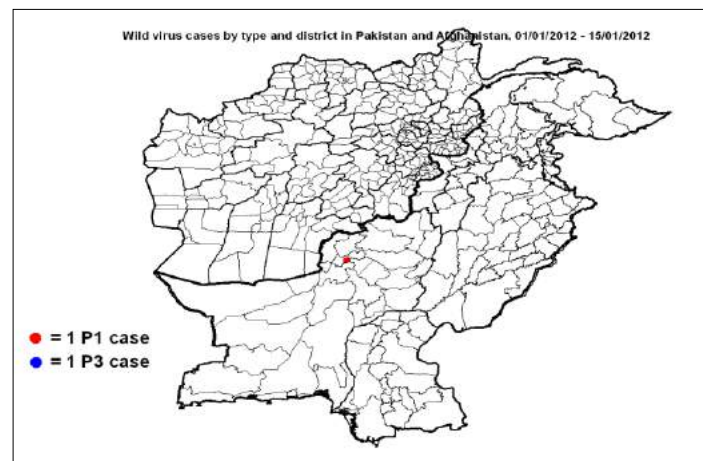 Wild virus cases by type and district in Pakistan and Afghanistan, 01/01/2012 - 15/01/2012
= 1 P1 case
= 1 P3 case